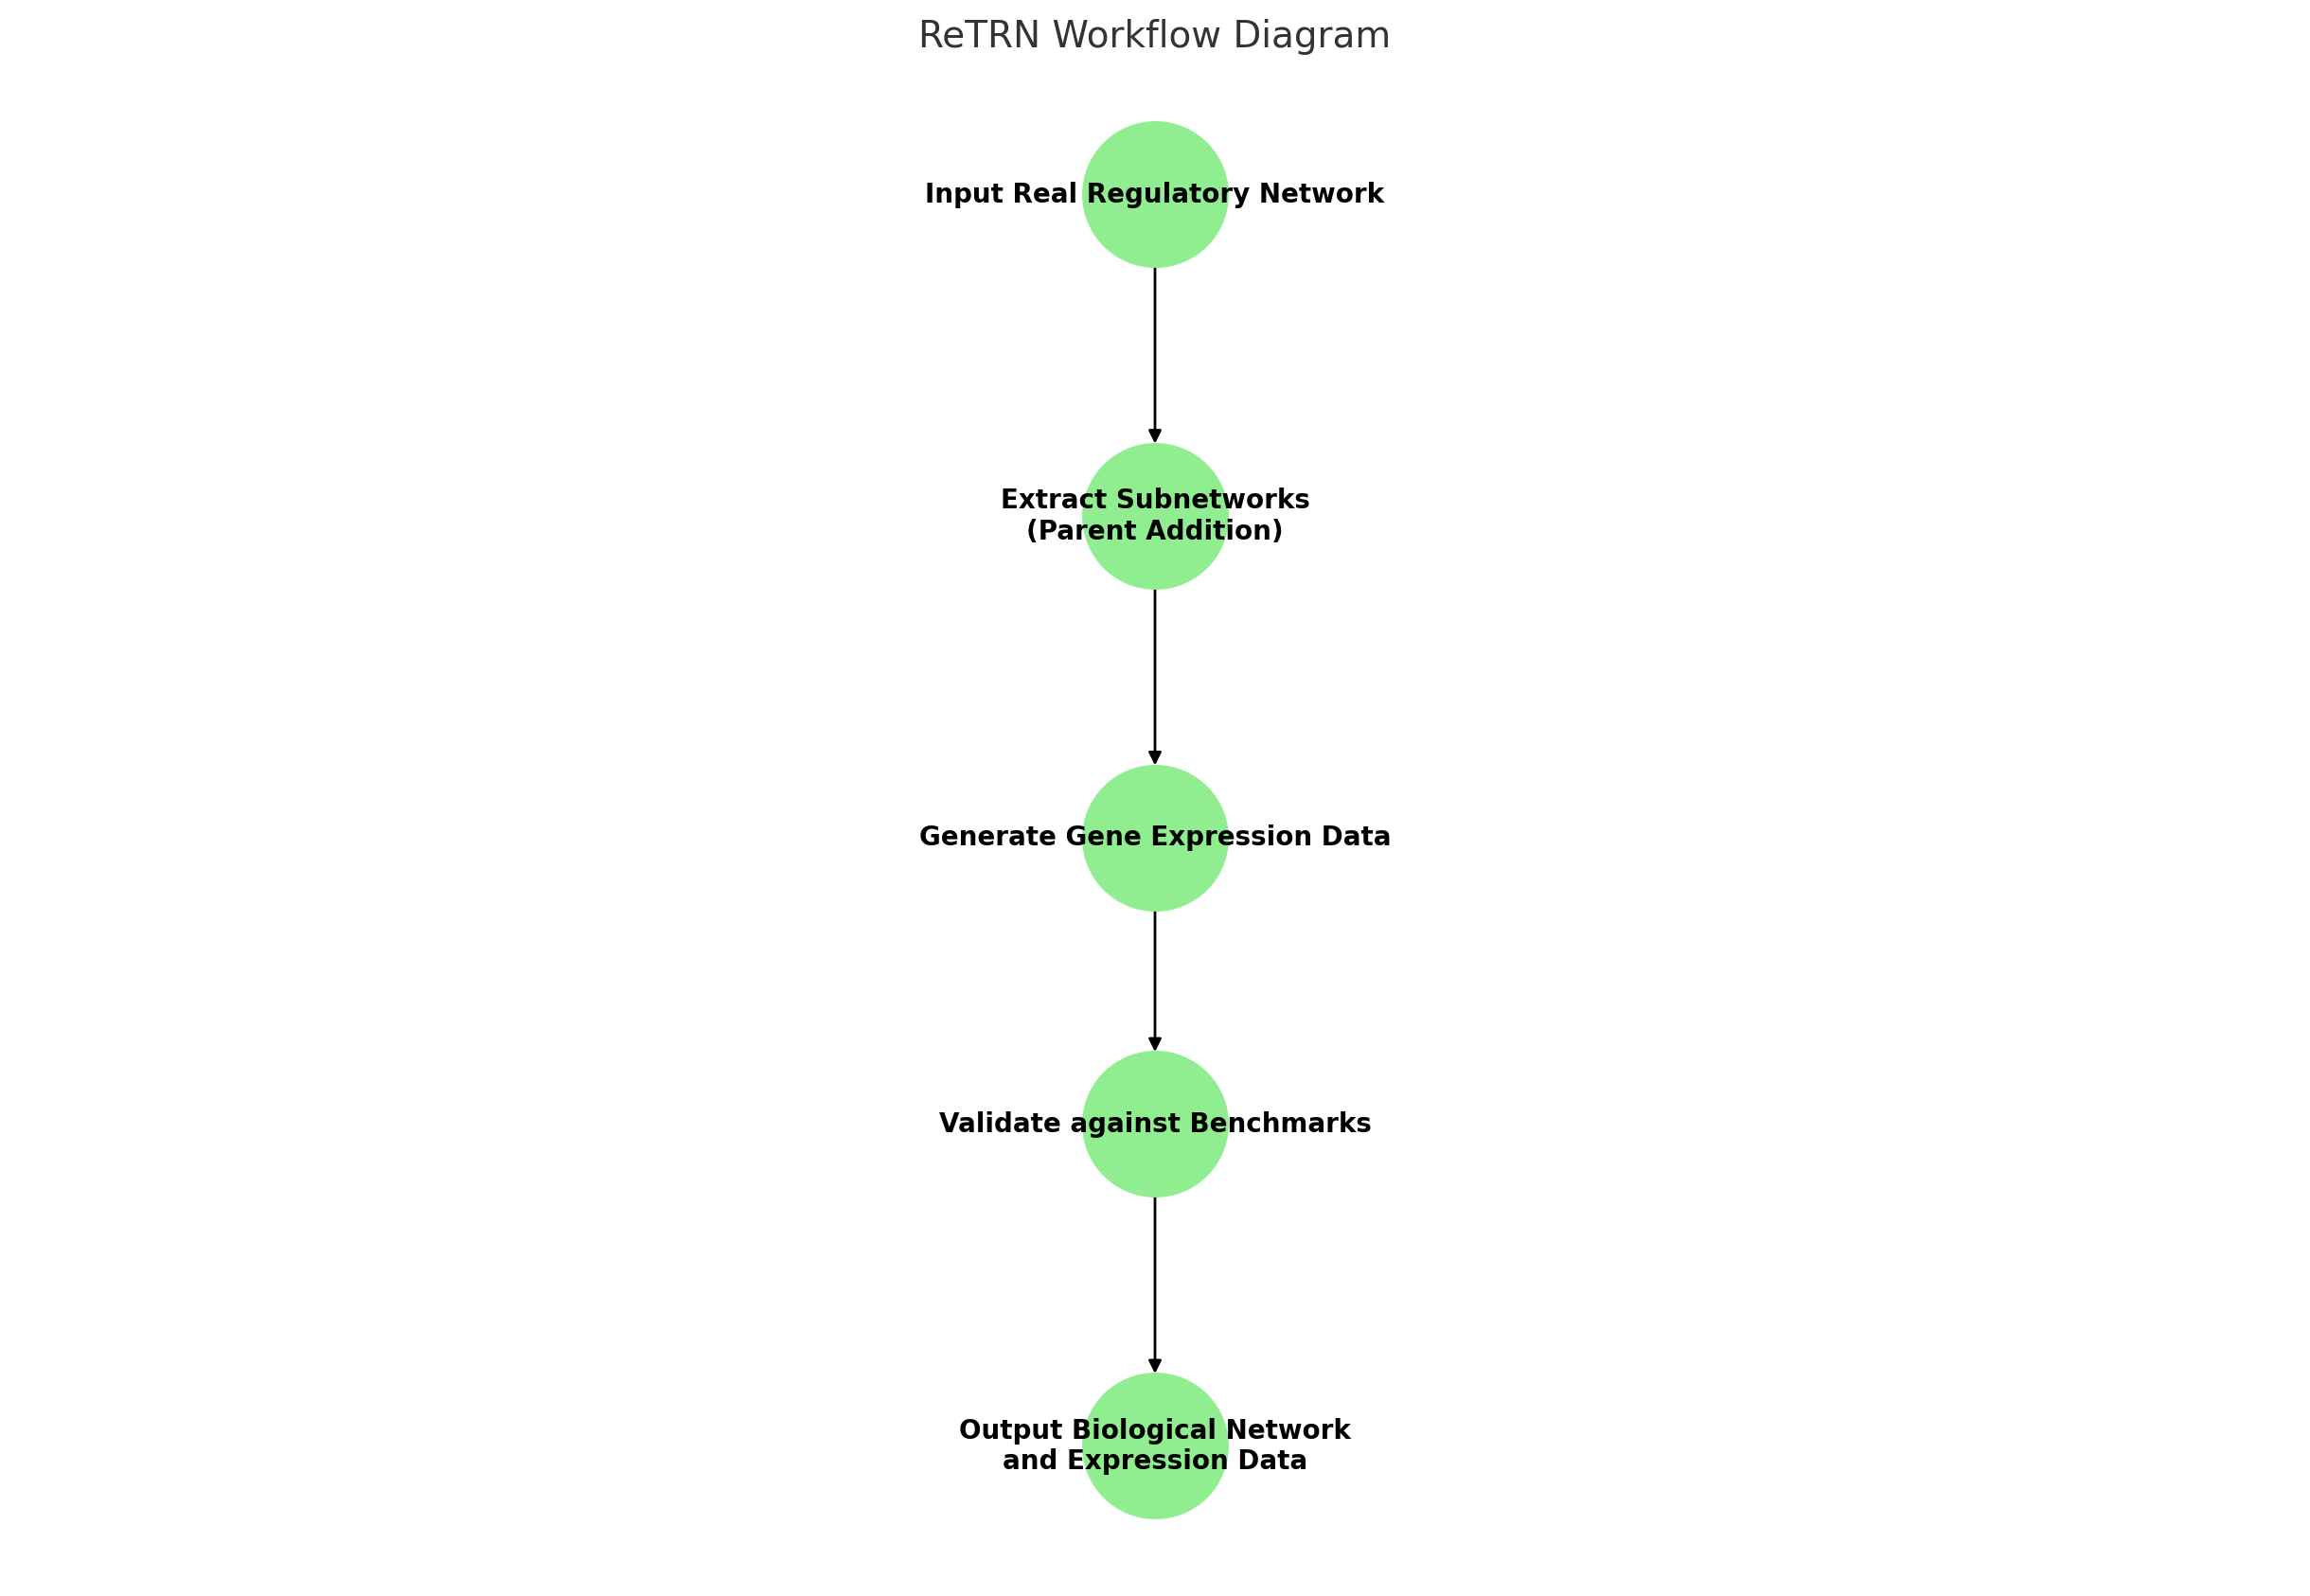 ReTRN Workflow Diagram
Input Real Regulatory Network
Extract Subnetworks
(Parent Addition)
Generate Gene Expression Data
Validate against Benchmarks
Output Biological Network
and Expression Data